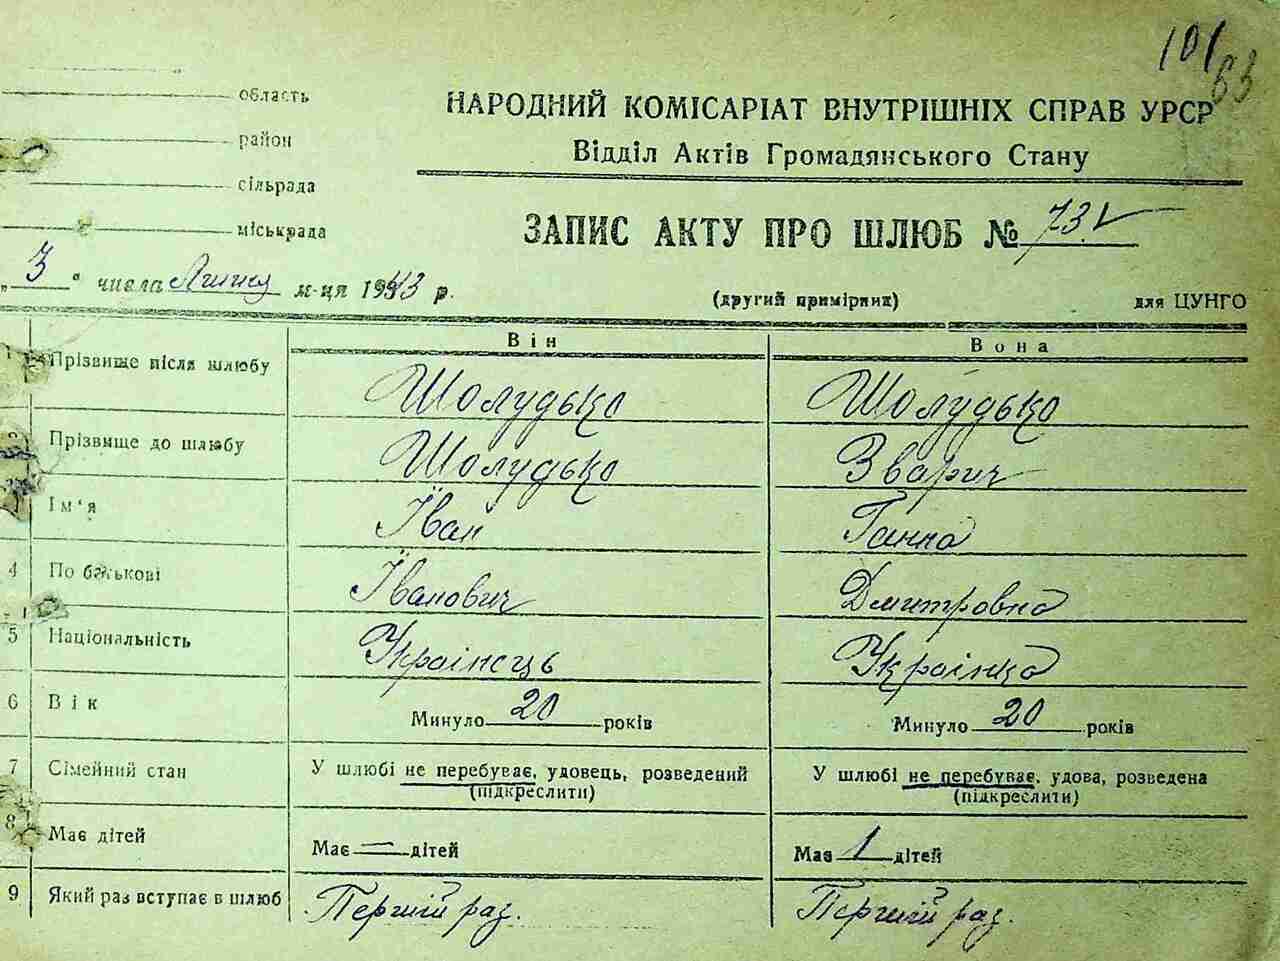 101
63
область
район
сільрада
міськрада
НАРОДНИЙ КОМІСАРІАТ ВНУТРІШНІХ СПРАВ УРСР
Відділ Актів Громадянського Стану
ЗАПИС АКТУ ПРО ШЛЮБ № 73
„3“ числа Липня м-ця 1943 р.
(другий примірник) для ЦУНГО
Він Вона
1 Прізвище після шлюбу Шолудько Шолудько
Прізвище до шлюбу Шолудько Зварич
Ім'я Іван Ганна
4 По батькові Іванович Дмитровна
5 Національність Українець Українка
6 Вік Минуло 20 років Минуло 20 років
7 Сімейний стан У шлюбі не перебуває, удовець, розведений У шлюбі не перебуває, удова, розведена
(підкреслити) (підкреслити)
8 Має дітей Має — дітей Має 1 дітей
9 Який раз вступає в шлюб Перший раз. Перший раз.